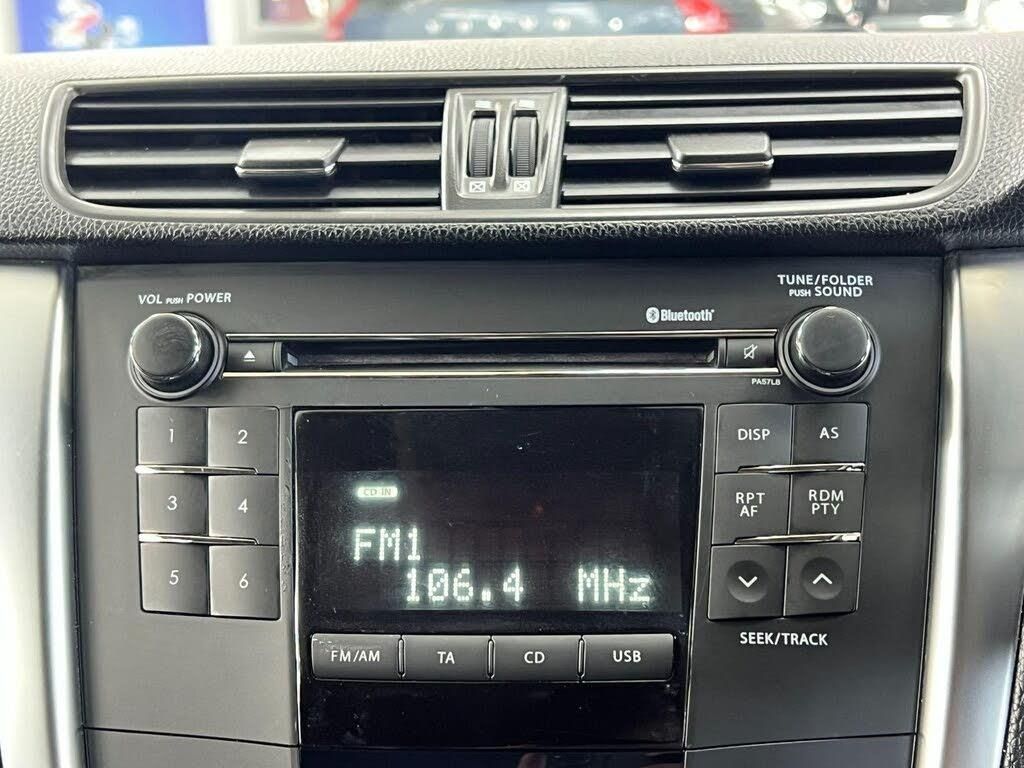 VOL PUSH POWER
TUNE/FOLDER
PUSH SOUND
Bluetooth®
PA57LB
1
2
DISP
AS
3
4
RPT
AF
RDM
PTY
5
6
CD IN
FM1
106.4 MHz
FM/AM
TA
CD
USB
SEEK/TRACK